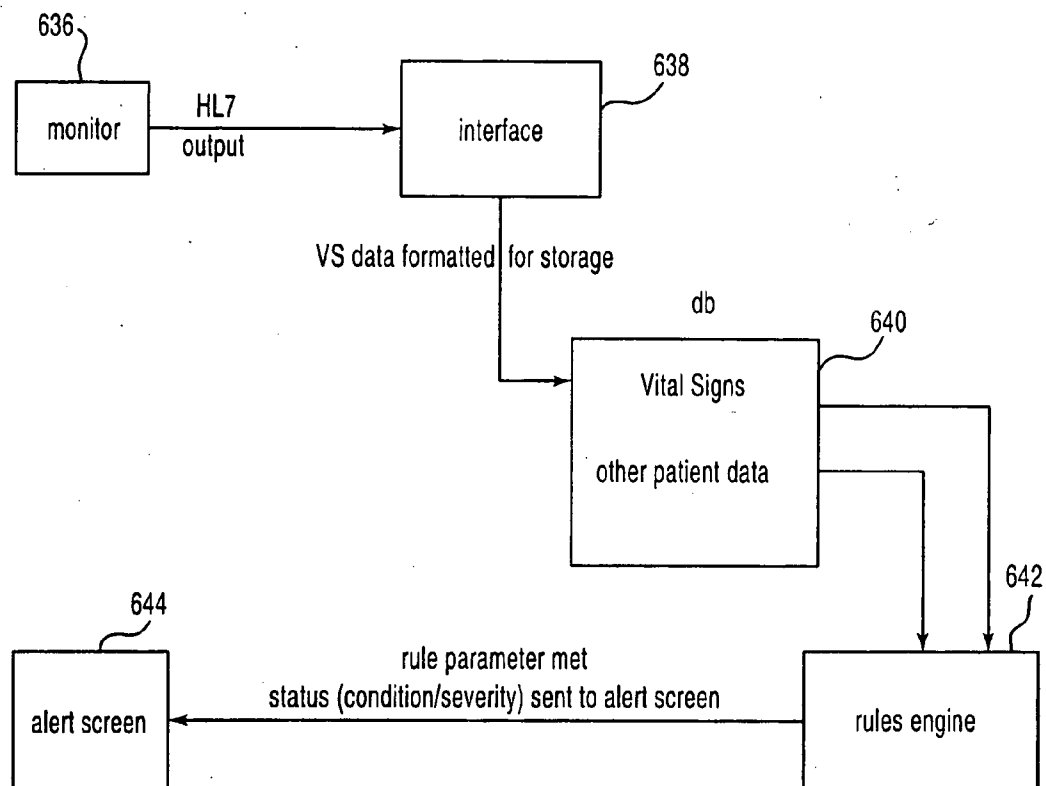 636
monitor
HL7
output
638
interface
VS data formatted for storage
db
640
Vital Signs
other patient data
642
rules engine
rule parameter met
status (condition/severity) sent to alert screen
644
alert screen